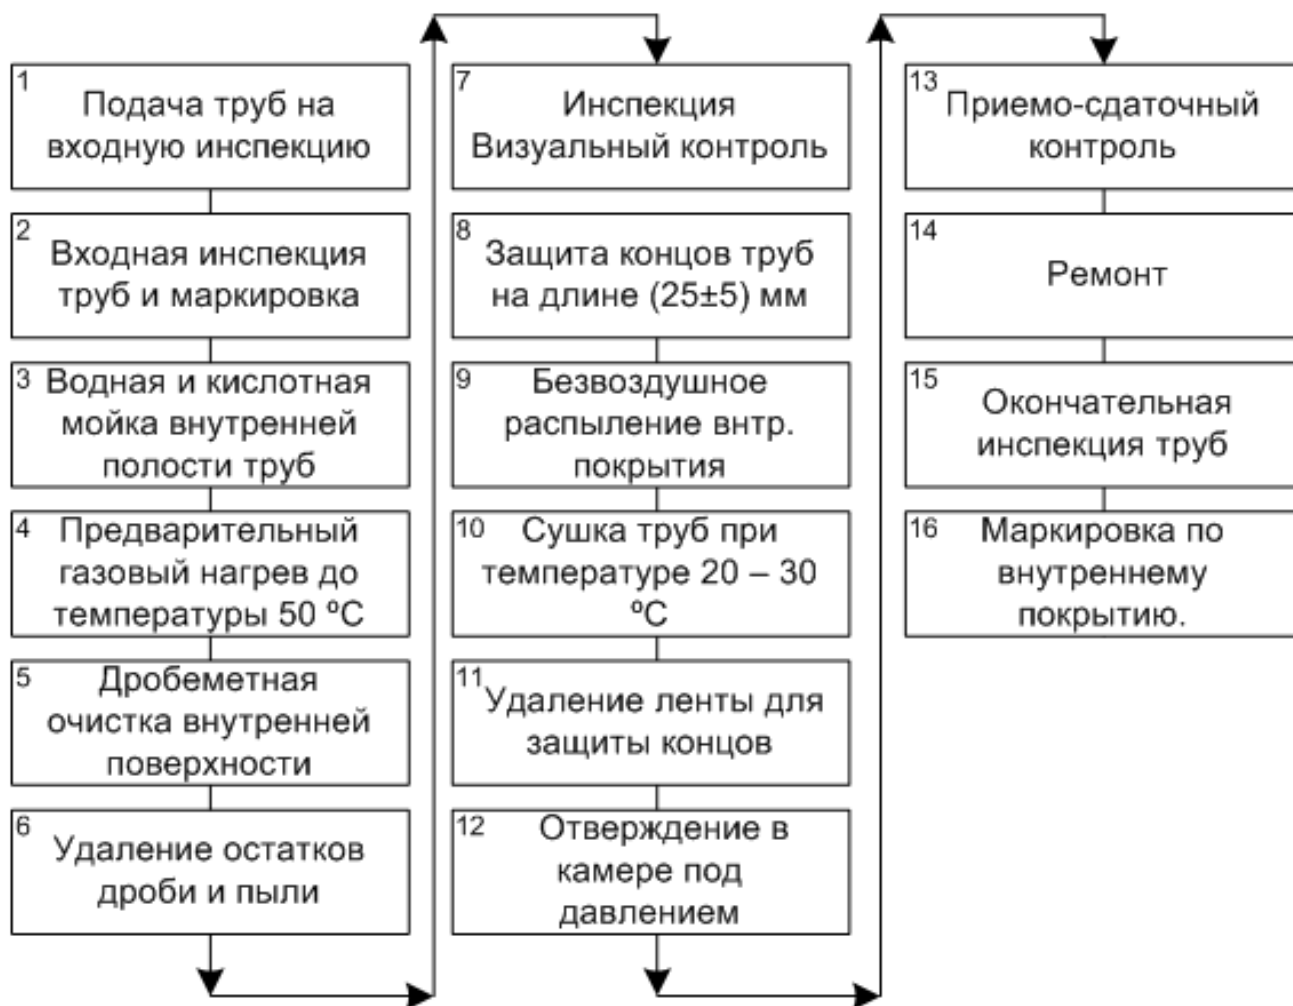 1
Подача труб на
входную инспекцию
2
Входная инспекция
труб и маркировка
3
Водная и кислотная
мойка внутренней
полости труб
4
Предварительный
газовый нагрев до
температуры 50 ºС
5
Дробеметная
очистка внутренней
поверхности
6
Удаление остатков
дроби и пыли
7
Инспекция
Визуальный контроль
8
Защита концов труб
на длине (25±5) мм
9
Безвоздушное
распыление внтр.
покрытия
10
Сушка труб при
температуре 20 – 30
ºС
11
Удаление ленты для
защиты концов
12
Отверждение в
камере под
давлением
13
Приемо-сдаточный
контроль
14
Ремонт
15
Окончательная
инспекция труб
16
Маркировка по
внутреннему
покрытию.